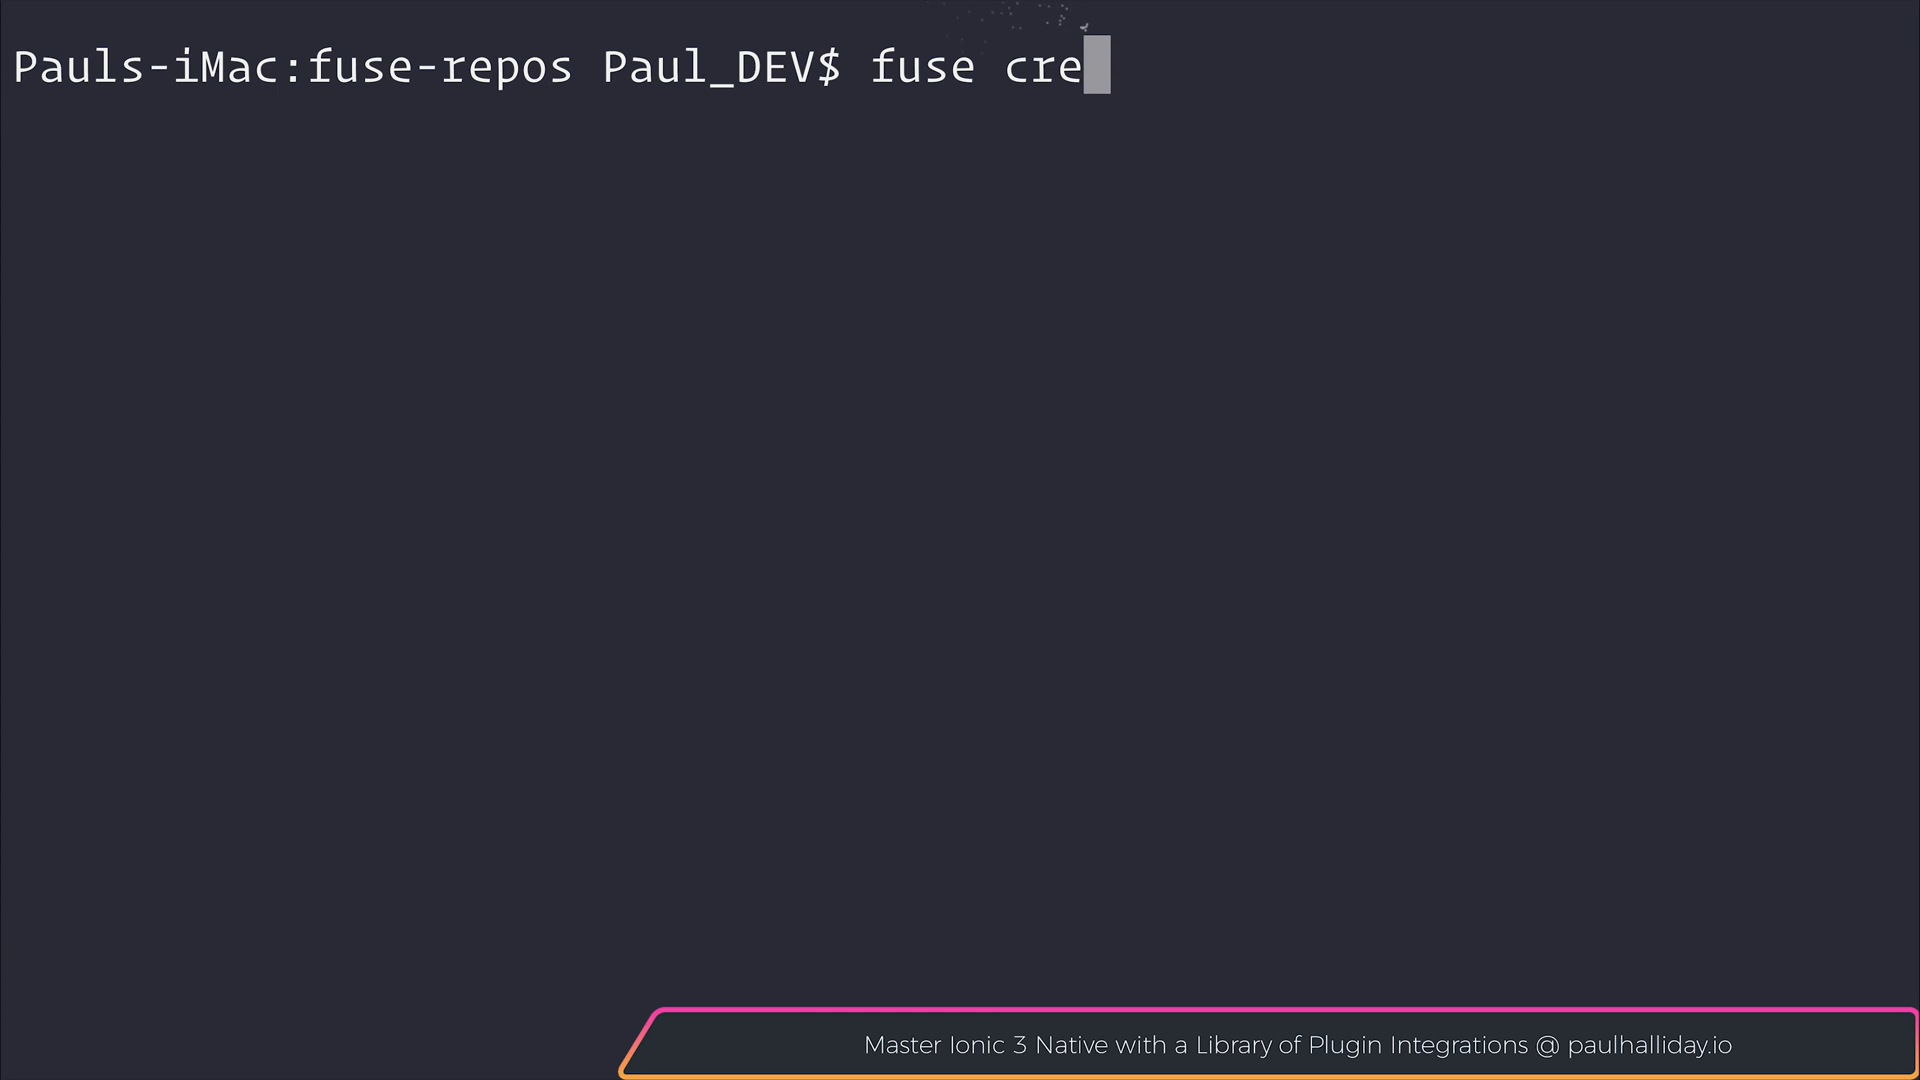 Pauls-iMac:fuse-repos Paul_DEV$ fuse cre
Master Ionic 3 Native with a Library of Plugin Integrations @ paulhalliday.io